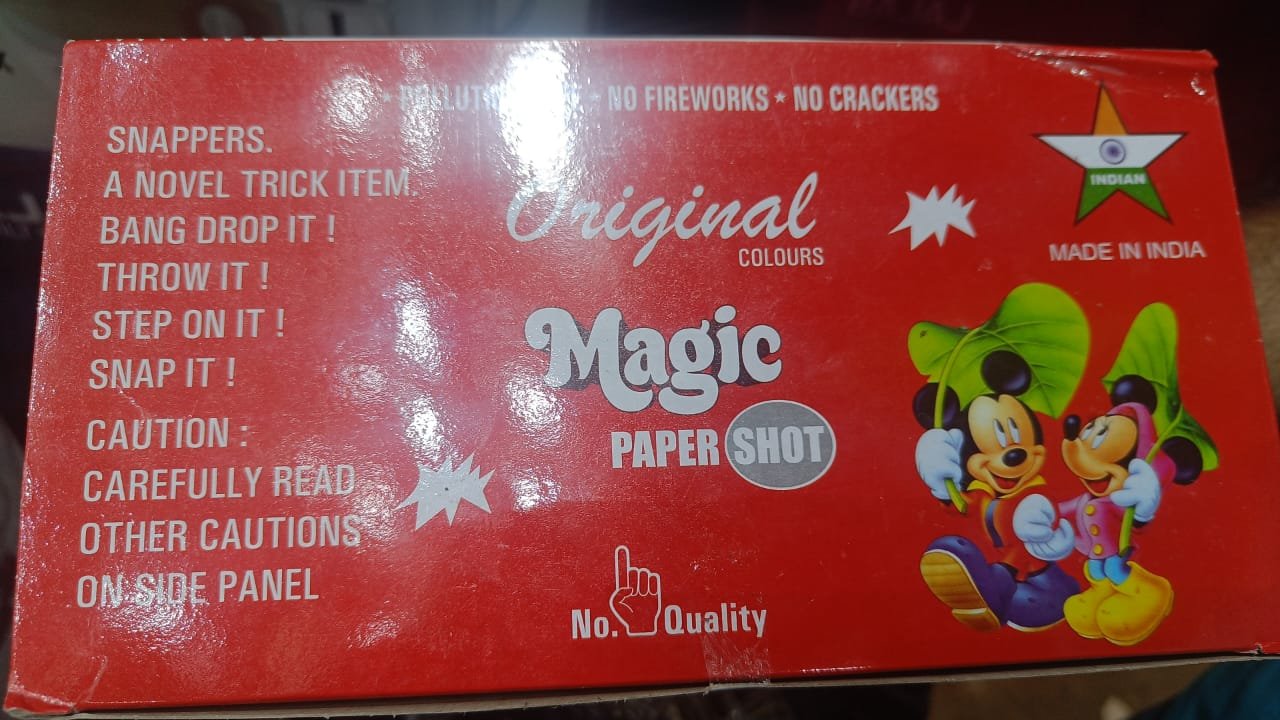 ★ NO FIREWORKS ★ NO CRACKERS
SNAPPERS.
A NOVEL TRICK ITEM.
BANG DROP IT !
THROW IT !
STEP ON IT !
SNAP IT !
CAUTION :
CAREFULLY READ
OTHER CAUTIONS
ON SIDE PANEL
Original
COLOURS
Magic
PAPER SHOT
No. Quality
INDIAN
MADE IN INDIA